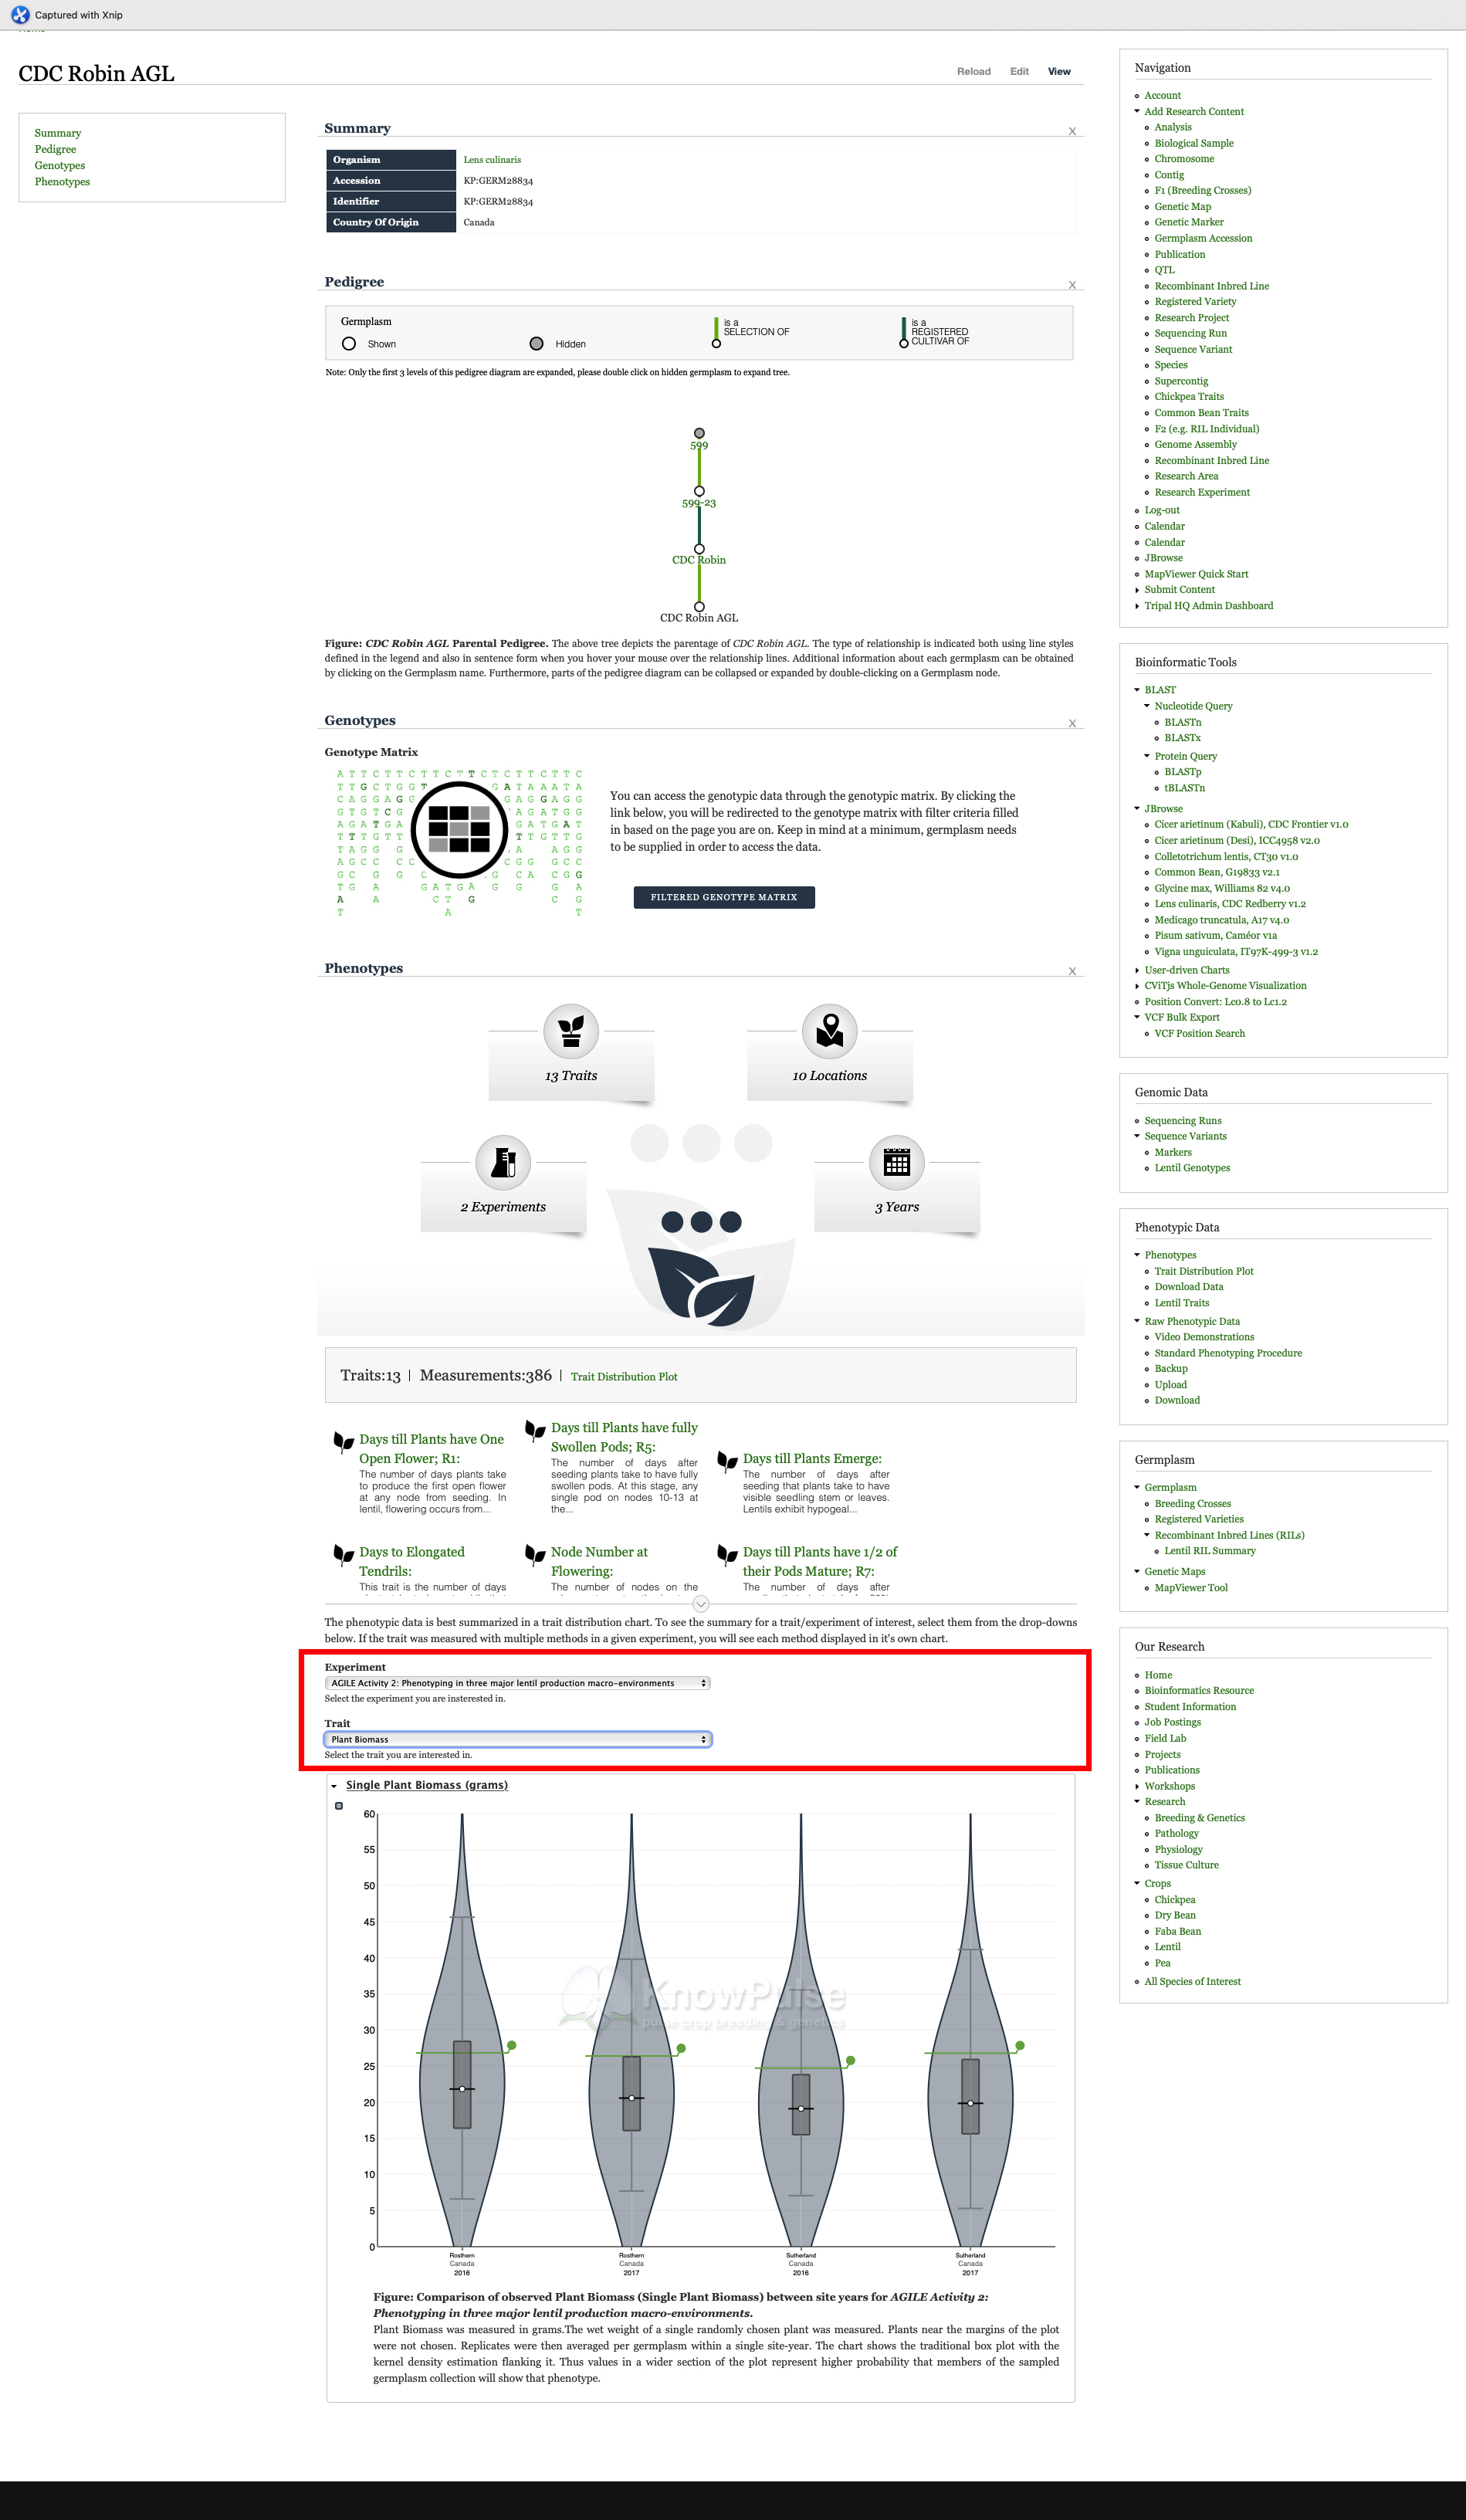 Captured with Xnip
CDC Robin AGL
Reload Edit View
Summary
Pedigree
Genotypes
Phenotypes
Summary
X
Organism Lens culinaris
Accession KP:GERM28834
Identifier KP:GERM28834
Country Of Origin Canada
Pedigree
X
Germplasm
Shown
Hidden
is a
SELECTION OF
is a
REGISTERED
CULTIVAR OF
Note: Only the first 3 levels of this pedigree diagram are expanded, please double click on hidden germplasm to expand tree.
599
599-23
CDC Robin
CDC Robin AGL
Figure: CDC Robin AGL Parental Pedigree. The above tree depicts the parentage of CDC Robin AGL. The type of relationship is indicated both using line styles
defined in the legend and also in sentence form when you hover your mouse over the relationship lines. Additional information about each germplasm can be obtained
by clicking on the Germplasm name. Furthermore, parts of the pedigree diagram can be collapsed or expanded by double-clicking on a Germplasm node.
Genotypes
X
Genotype Matrix
You can access the genotypic data through the genotypic matrix. By clicking the
link below, you will be redirected to the genotype matrix with filter criteria filled
in based on the page you are on. Keep in mind at a minimum, germplasm needs
to be supplied in order to access the data.
FILTERED GENOTYPE MATRIX
Phenotypes
X
13 Traits
10 Locations
2 Experiments
3 Years
Traits:13 | Measurements:386 | Trait Distribution Plot
Days till Plants have One
Open Flower; R1:
The number of days plants take
to produce the first open flower
at any node from seeding. In
lentil, flowering occurs from...
Days till Plants have fully
Swollen Pods; R5:
The number of days after
seeding plants take to have fully
swollen pods. At this stage, any
single pod on nodes 10-13 at
the...
Days till Plants Emerge:
The number of days after
seeding that plants take to have
visible seedling stem or leaves.
Lentils exhibit hypogeal...
Days to Elongated
Tendrils:
This trait is the number of days
Node Number at
Flowering:
The number of nodes on the
Days till Plants have 1/2 of
their Pods Mature; R7:
The number of days after
The phenotypic data is best summarized in a trait distribution chart. To see the summary for a trait/experiment of interest, select them from the drop-downs
below. If the trait was measured with multiple methods in a given experiment, you will see each method displayed in it's own chart.
Experiment
AGILE Activity 2: Phenotyping in three major lentil production macro-environments
Select the experiment you are insterested in.
Trait
Plant Biomass
Select the trait you are interested in.
Single Plant Biomass (grams)
60
55
50
45
40
35
30
25
20
15
10
5
0
KnowPulse
pulse crop breeding & genetics
Rosthern
Canada
2016
Rosthern
Canada
2017
Sutherland
Canada
2016
Sutherland
Canada
2017
Figure: Comparison of observed Plant Biomass (Single Plant Biomass) between site years for AGILE Activity 2:
Phenotyping in three major lentil production macro-environments.
Plant Biomass was measured in grams.The wet weight of a single randomly chosen plant was measured. Plants near the margins of the plot
were not chosen. Replicates were then averaged per germplasm within a single site-year. The chart shows the traditional box plot with the
kernel density estimation flanking it. Thus values in a wider section of the plot represent higher probability that members of the sampled
germplasm collection will show that phenotype.
Navigation
Account
Add Research Content
Analysis
Biological Sample
Chromosome
Contig
F1 (Breeding Crosses)
Genetic Map
Genetic Marker
Germplasm Accession
Publication
QTL
Recombinant Inbred Line
Registered Variety
Research Project
Sequencing Run
Sequence Variant
Species
Supercontig
Chickpea Traits
Common Bean Traits
F2 (e.g. RIL Individual)
Genome Assembly
Recombinant Inbred Line
Research Area
Research Experiment
Log-out
Calendar
Calendar
JBrowse
MapViewer Quick Start
Submit Content
Tripal HQ Admin Dashboard
Bioinformatic Tools
BLAST
Nucleotide Query
BLASTn
BLASTx
Protein Query
BLASTp
tBLASTn
JBrowse
Cicer arietinum (Kabuli), CDC Frontier v1.0
Cicer arietinum (Desi), ICC4958 v2.0
Colletotrichum lentis, CT30 v1.0
Common Bean, G19833 v2.1
Glycine max, Williams 82 v4.0
Lens culinaris, CDC Redberry v1.2
Medicago truncatula, A17 v4.0
Pisum sativum, Caméor v1a
Vigna unguiculata, IT97K-499-3 v1.2
User-driven Charts
CViTjs Whole-Genome Visualization
Position Convert: Lc0.8 to Lc1.2
VCF Bulk Export
VCF Position Search
Genomic Data
Sequencing Runs
Sequence Variants
Markers
Lentil Genotypes
Phenotypic Data
Phenotypes
Trait Distribution Plot
Download Data
Lentil Traits
Raw Phenotypic Data
Video Demonstrations
Standard Phenotyping Procedure
Backup
Upload
Download
Germplasm
Germplasm
Breeding Crosses
Registered Varieties
Recombinant Inbred Lines (RILs)
Lentil RIL Summary
Genetic Maps
MapViewer Tool
Our Research
Home
Bioinformatics Resource
Student Information
Job Postings
Field Lab
Projects
Publications
Workshops
Research
Breeding & Genetics
Pathology
Physiology
Tissue Culture
Crops
Chickpea
Dry Bean
Faba Bean
Lentil
Pea
All Species of Interest